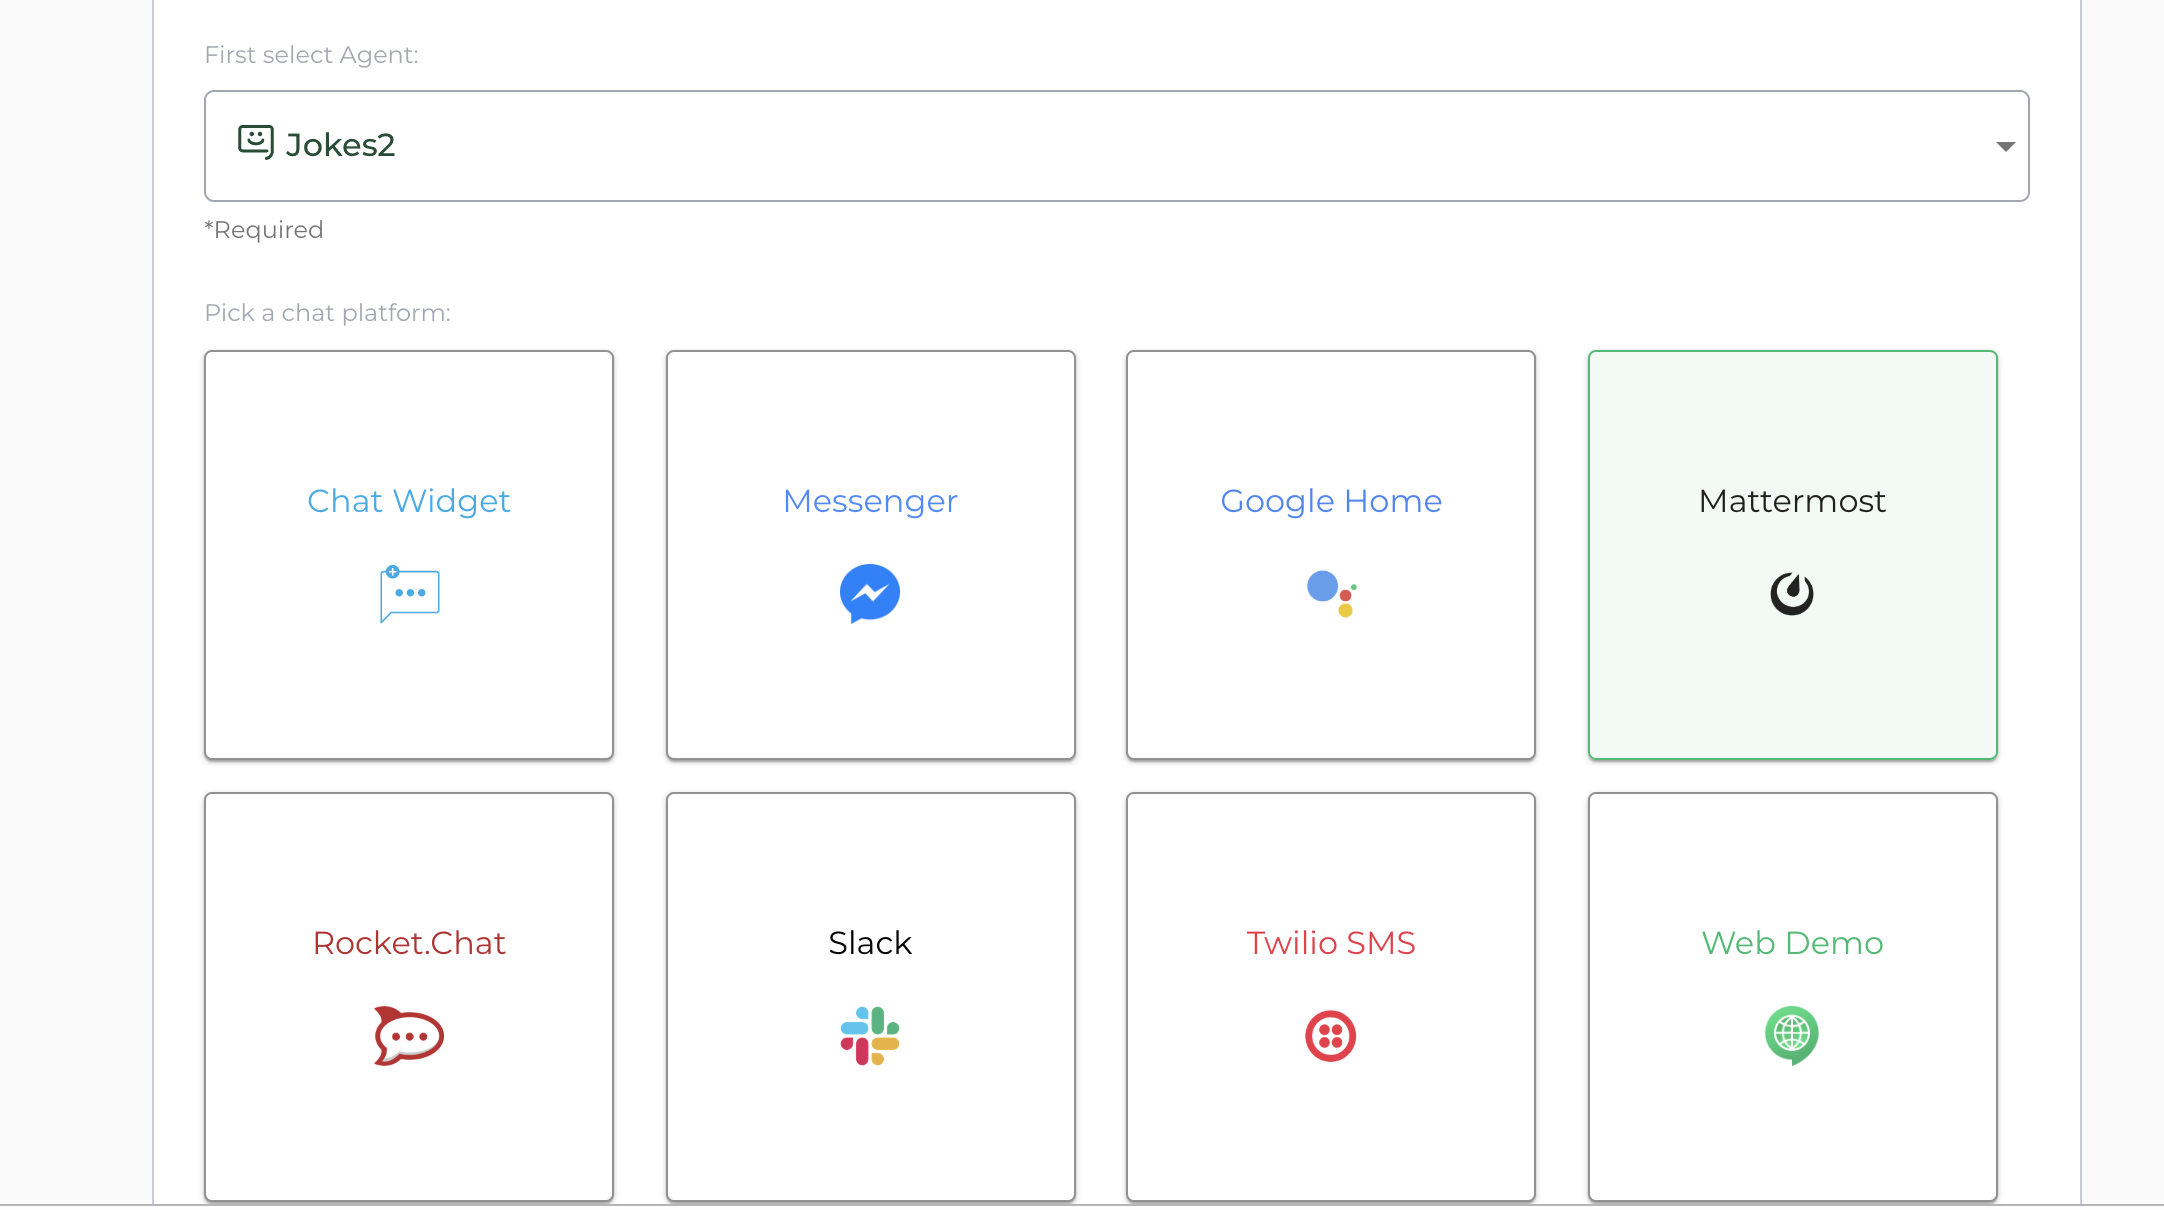 First select Agent:
Jokes2
*Required
Pick a chat platform:
Chat Widget
Messenger
Google Home
Mattermost
Rocket.Chat
Slack
Twilio SMS
Web Demo